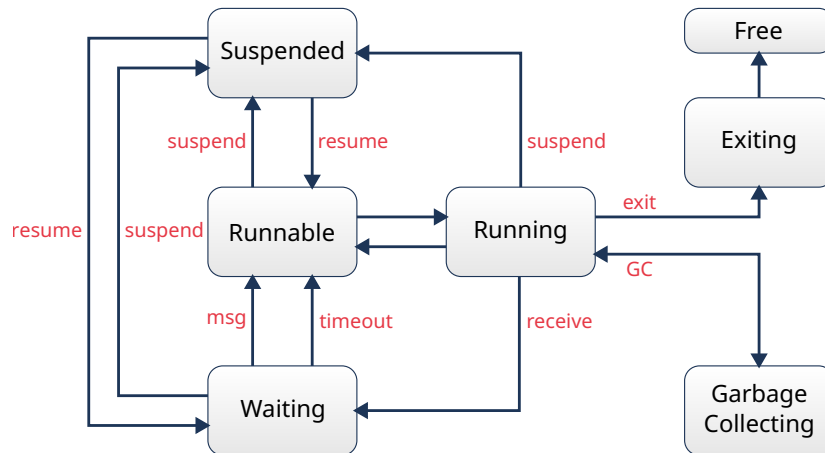 Suspended
Free
suspend
resume
suspend
Exiting
resume
suspend
Runnable
Running
exit
GC
msg
timeout
receive
Waiting
Garbage
Collecting